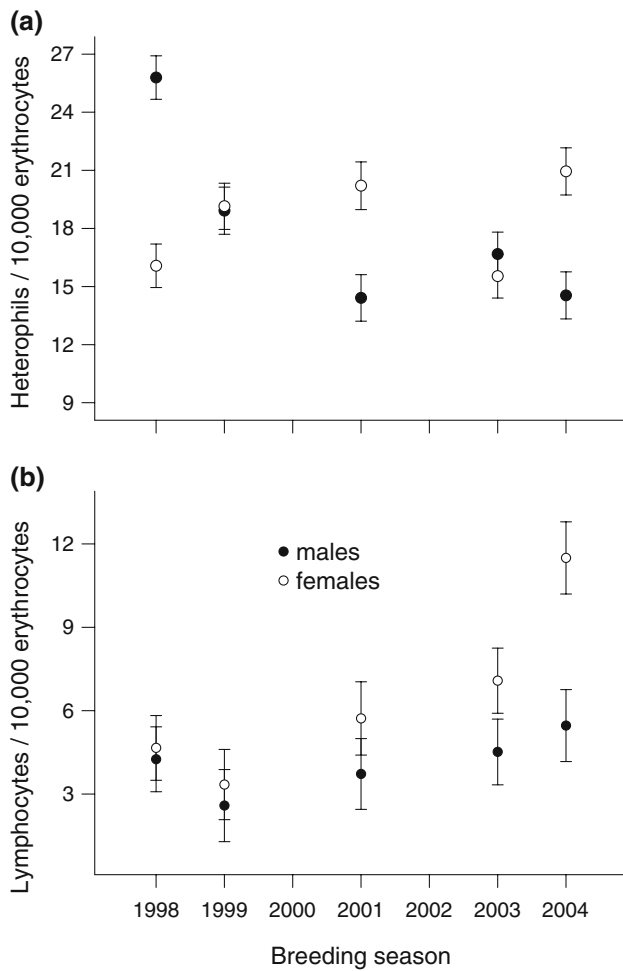 (a)
Heterophils / 10,000 erythrocytes
27
24
21
18
15
12
9
(b)
Lymphocytes / 10,000 erythrocytes
12
9
6
3
males
females
1998 1999 2000 2001 2002 2003 2004
Breeding season